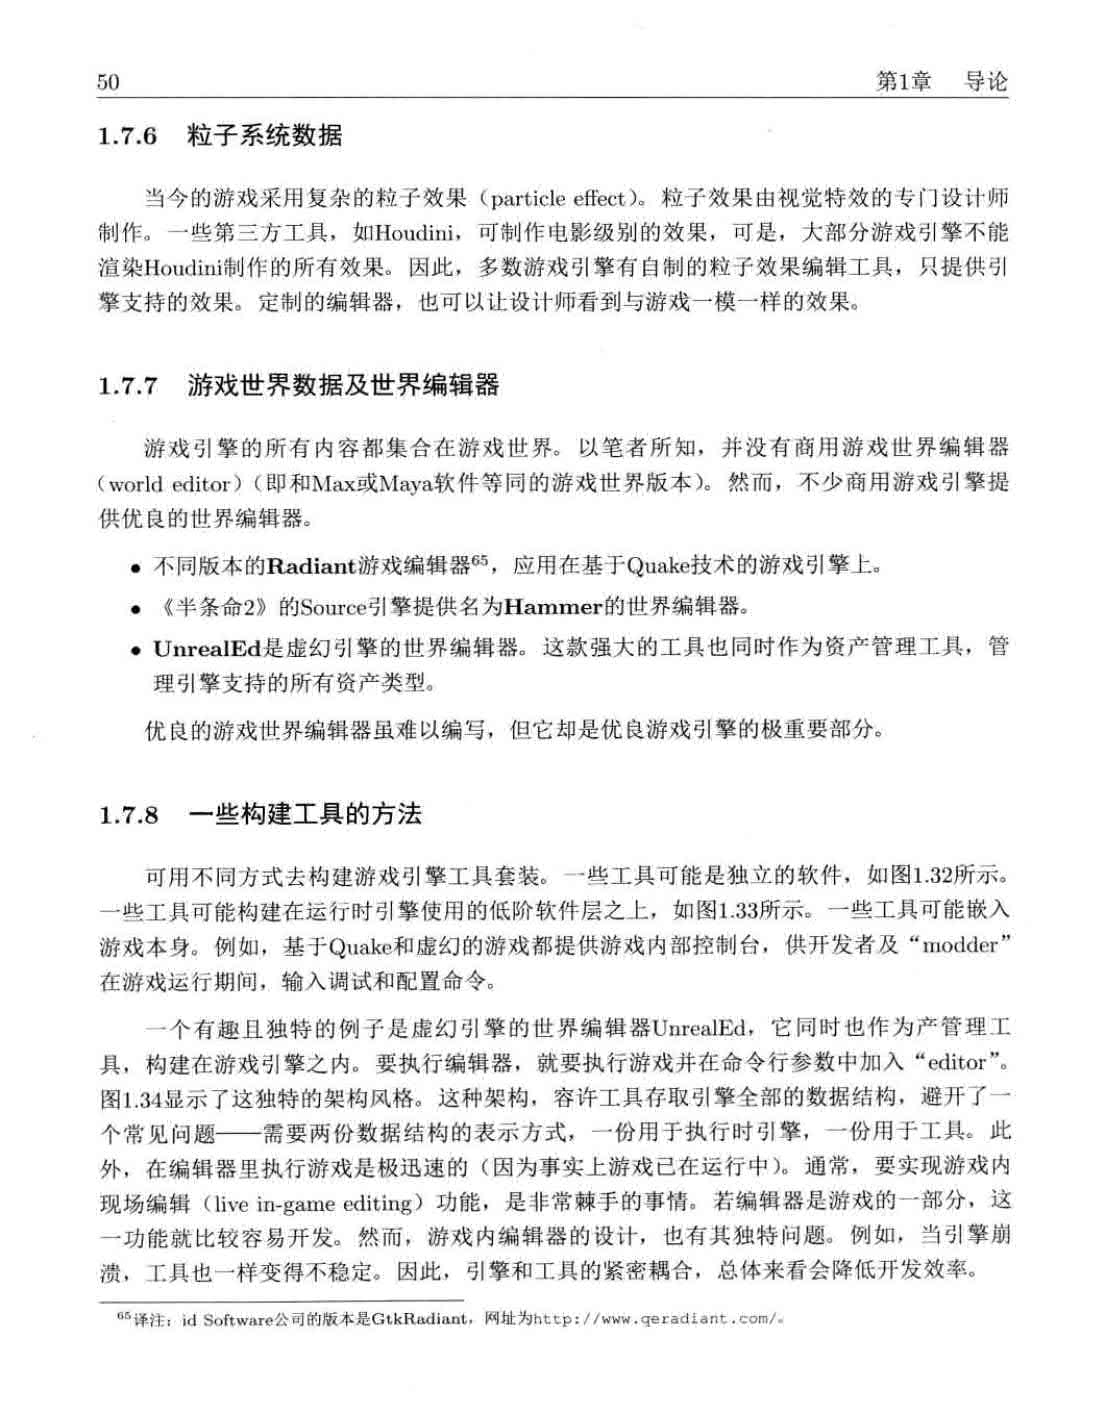 50 第1章 导论
1.7.6 粒子系统数据
当今的游戏采用复杂的粒子效果（particle effect）。粒子效果由视觉特效的专门设计师
制作。一些第三方工具，如Houdini，可制作电影级别的效果，可是，大部分游戏引擎不能
渲染Houdini制作的所有效果。因此，多数游戏引擎有自制的粒子效果编辑工具，只提供引
擎支持的效果。定制的编辑器，也可以让设计师看到与游戏一模一样的效果。
1.7.7 游戏世界数据及世界编辑器
游戏引擎的所有内容都集合在游戏世界。以笔者所知，并没有商用游戏世界编辑器
（world editor）（即和Max或Maya软件等同的游戏世界版本）。然而，不少商用游戏引擎提
供优良的世界编辑器。
● 不同版本的Radiant游戏编辑器65，应用在基于Quake技术的游戏引擎上。
● 《半条命2》的Source引擎提供名为Hammer的世界编辑器。
● UnrealEd是虚幻引擎的世界编辑器。这款强大的工具也同时作为资产管理工具，管
理引擎支持的所有资产类型。
优良的游戏世界编辑器虽难以编写，但它却是优良游戏引擎的极重要部分。
1.7.8 一些构建工具的方法
可用不同方式去构建游戏引擎工具套装。一些工具可能是独立的软件，如图1.32所示。
一些工具可能构建在运行时引擎使用的低阶软件层之上，如图1.33所示。一些工具可能嵌入
游戏本身。例如，基于Quake和虚幻的游戏都提供游戏内部控制台，供开发者及“modder”
在游戏运行期间，输入调试和配置命令。
一个有趣且独特的例子是虚幻引擎的世界编辑器UnrealEd，它同时也作为产管理工
具，构建在游戏引擎之内。要执行编辑器，就要执行游戏并在命令行参数中加入“editor”。
图1.34显示了这独特的架构风格。这种架构，容许工具存取引擎全部的数据结构，避开了一
个常见问题——需要两份数据结构的表示方式，一份用于执行时引擎，一份用于工具。此
外，在编辑器里执行游戏是极迅速的（因为事实上游戏已在运行中）。通常，要实现游戏内
现场编辑（live in-game editing）功能，是非常棘手的事情。若编辑器是游戏的一部分，这
一功能就比较容易开发。然而，游戏内编辑器的设计，也有其独特问题。例如，当引擎崩
溃，工具也一样变得不稳定。因此，引擎和工具的紧密耦合，总体来看会降低开发效率。
65译注：id Software公司的版本是GtkRadiant，网址为http://www.qeradiant.com/。